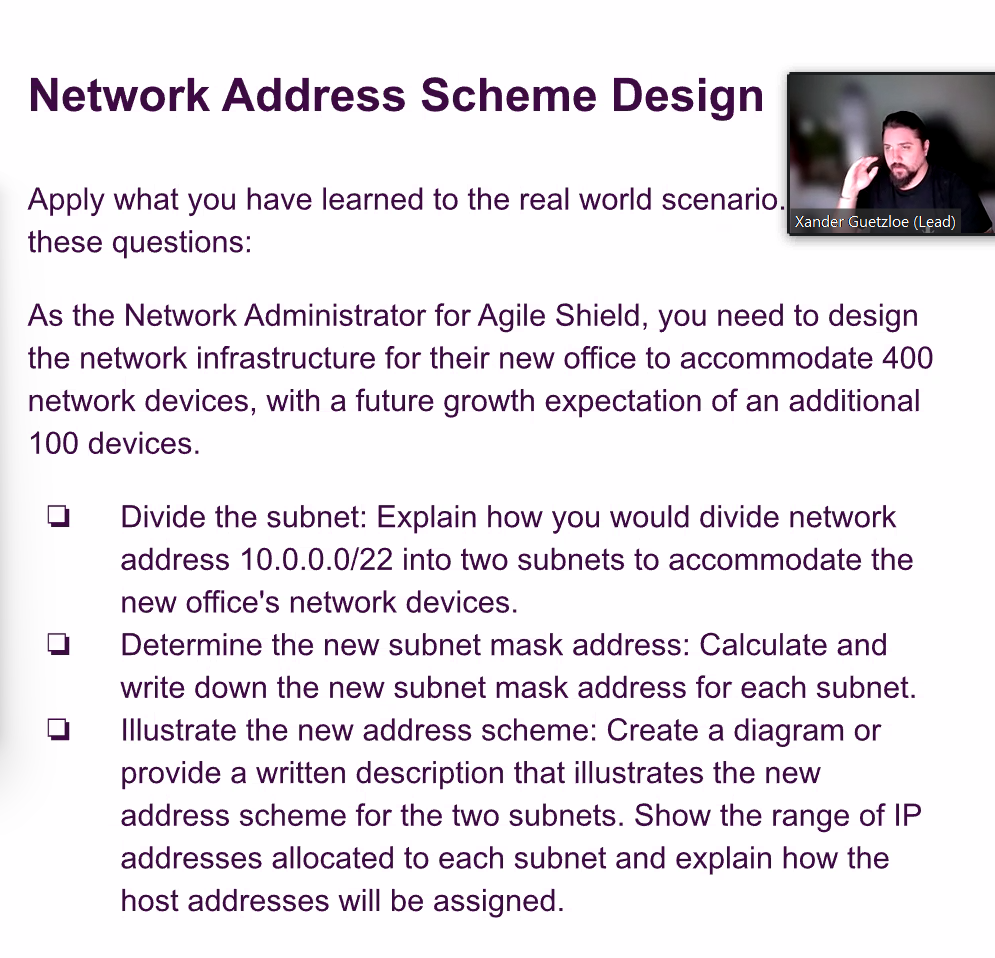 Network Address Scheme Design
Xander Guetzloe (Lead)
Apply what you have learned to the real world scenario.
these questions:
As the Network Administrator for Agile Shield, you need to design
the network infrastructure for their new office to accommodate 400
network devices, with a future growth expectation of an additional
100 devices.
❏ Divide the subnet: Explain how you would divide network
address 10.0.0.0/22 into two subnets to accommodate the
new office's network devices.
❏ Determine the new subnet mask address: Calculate and
write down the new subnet mask address for each subnet.
❏ Illustrate the new address scheme: Create a diagram or
provide a written description that illustrates the new
address scheme for the two subnets. Show the range of IP
addresses allocated to each subnet and explain how the
host addresses will be assigned.